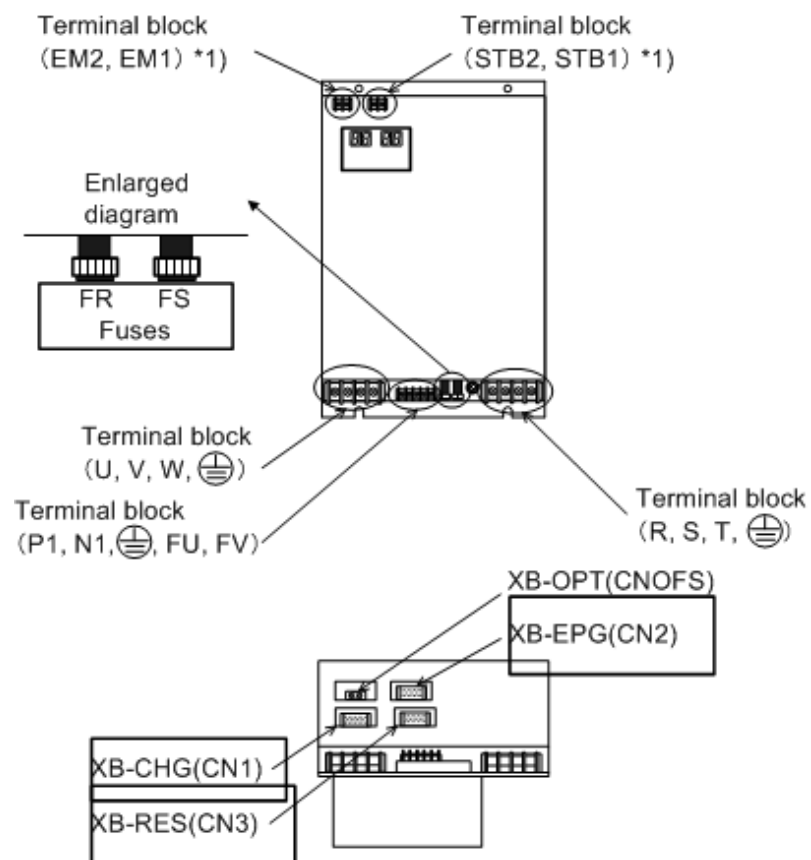 Terminal block
(EM2, EM1) *1)
Terminal block
(STB2, STB1) *1)
Enlarged
diagram
FR
FS
Fuses
Terminal block
(U, V, W, ⏚)
Terminal block
(P1, N1,⏚, FU, FV)
Terminal block
(R, S, T, ⏚)
XB-OPT(CNOFS)
XB-EPG(CN2)
XB-CHG(CN1)
XB-RES(CN3)